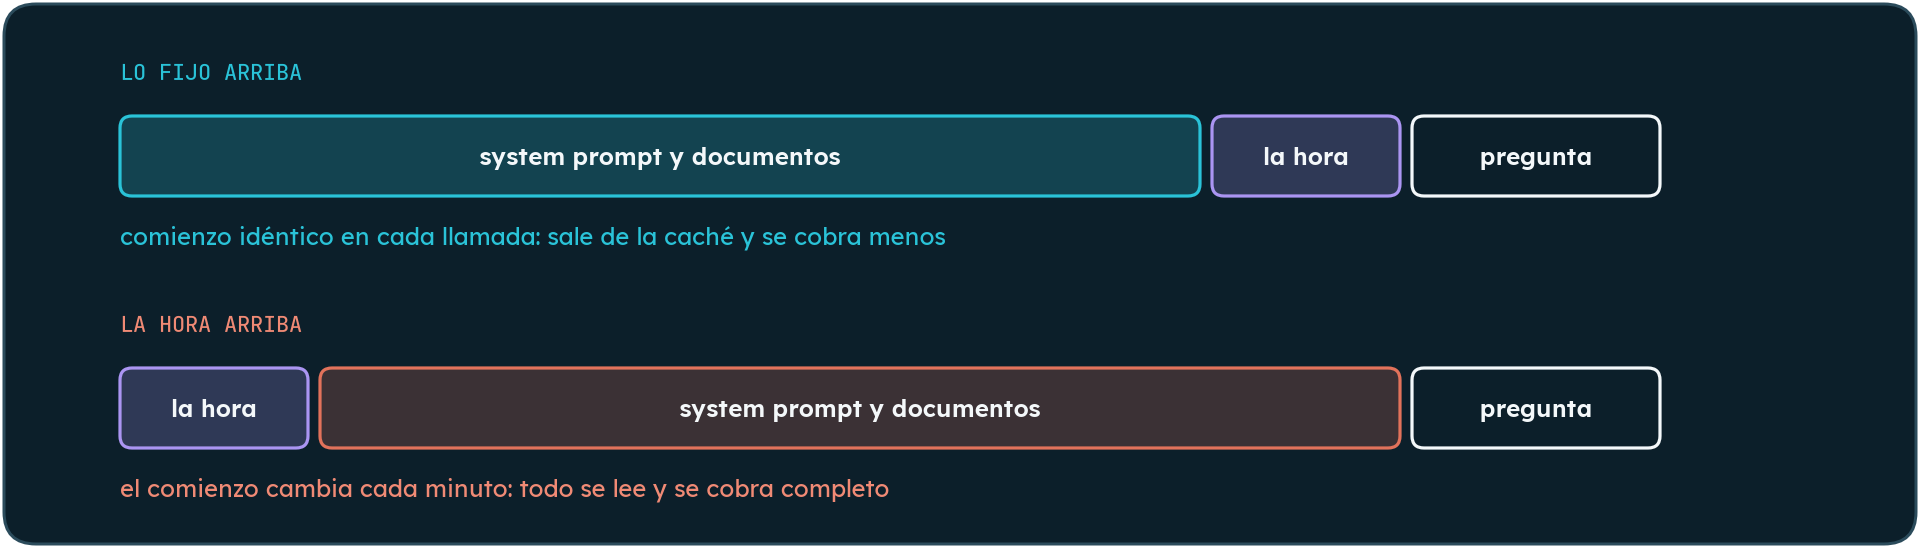 LO FIJO ARRIBA
system prompt y documentos
la hora
pregunta
comienzo idéntico en cada llamada: sale de la caché y se cobra menos
LA HORA ARRIBA
la hora
system prompt y documentos
pregunta
el comienzo cambia cada minuto: todo se lee y se cobra completo